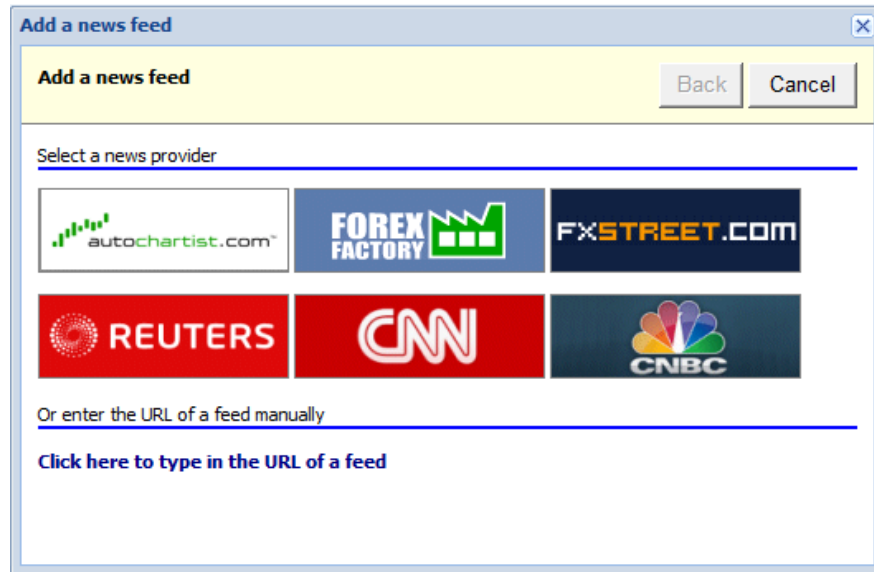 Add a news feed
Add a news feed
Back
Cancel
Select a news provider
autochartist.com
FOREX
FACTORY
FXSTREET.COM
REUTERS
CNN
CNBC
Or enter the URL of a feed manually
Click here to type in the URL of a feed